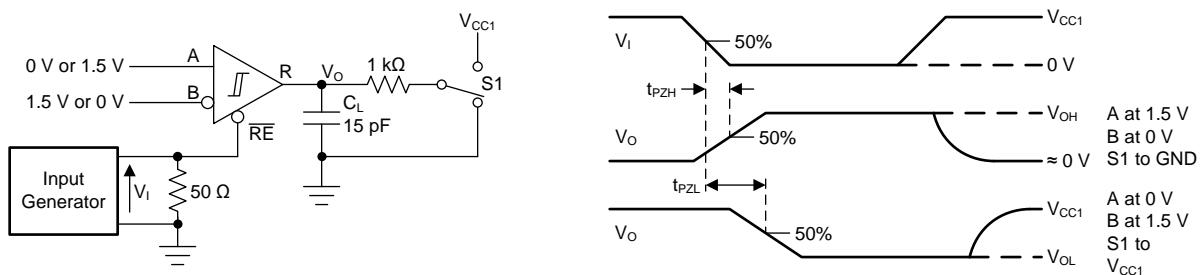 V_CC1
0 V or 1.5 V
A
1.5 V or 0 V
B
R
V_O
1 kΩ
S1
C_L
15 pF
RE
Input
Generator
V_I
50 Ω
V_I
50%
V_CC1
0 V
t_PZH
V_O
50%
V_OH
≈ 0 V
A at 1.5 V
B at 0 V
S1 to GND
t_PZL
V_O
50%
V_CC1
V_OL
A at 0 V
B at 1.5 V
S1 to
V_CC1